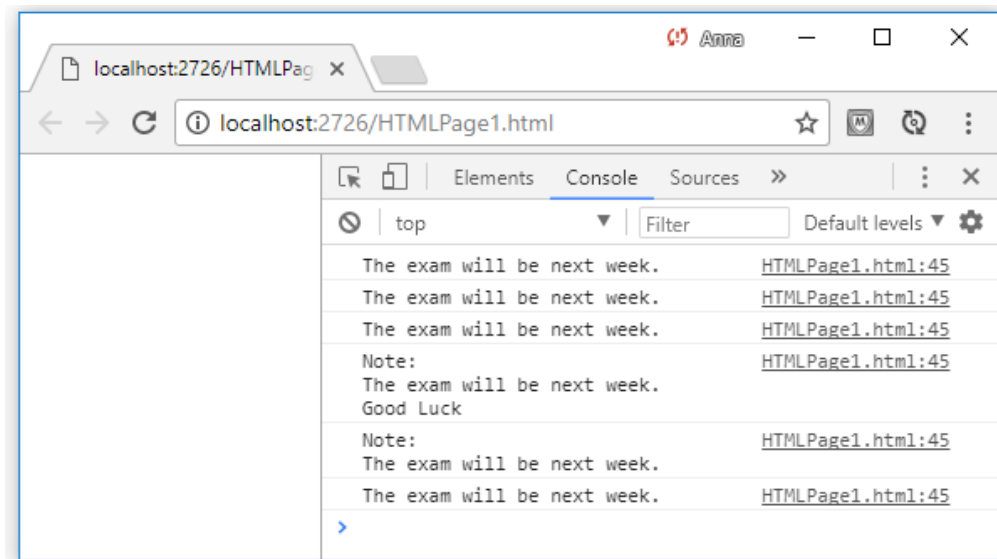 Anna
localhost:2726/HTMLPag
localhost:2726/HTMLPage1.html
Elements Console Sources »
top Filter Default levels
The exam will be next week. HTMLPage1.html:45
The exam will be next week. HTMLPage1.html:45
The exam will be next week. HTMLPage1.html:45
Note: HTMLPage1.html:45
The exam will be next week.
Good Luck
Note: HTMLPage1.html:45
The exam will be next week.
The exam will be next week. HTMLPage1.html:45
>